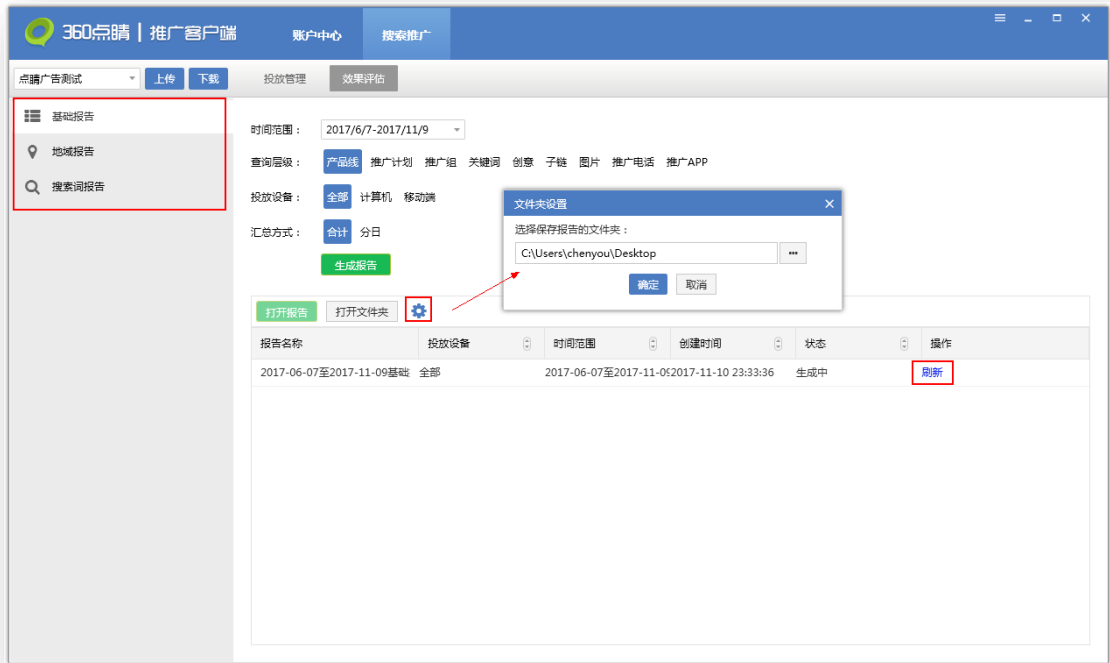 360点睛 | 推广客户端 账户中心 搜索推广
点睛广告测试 上传 下载 投放管理 效果评估
基础报告
地域报告
搜索词报告
时间范围： 2017/6/7-2017/11/9
查询层级： 产品线 推广计划 推广组 关键词 创意 子链 图片 推广电话 推广APP
投放设备： 全部 计算机 移动端
汇总方式： 合计 分日
生成报告
文件夹设置
选择保存报告的文件夹：
C:\Users\chenyou\Desktop ...
确定 取消
打开报告 打开文件夹
报告名称 投放设备 时间范围 创建时间 状态 操作
2017-06-07至2017-11-09基础 全部 2017-06-07至2017-11-09 2017-11-10 23:33:36 生成中 刷新